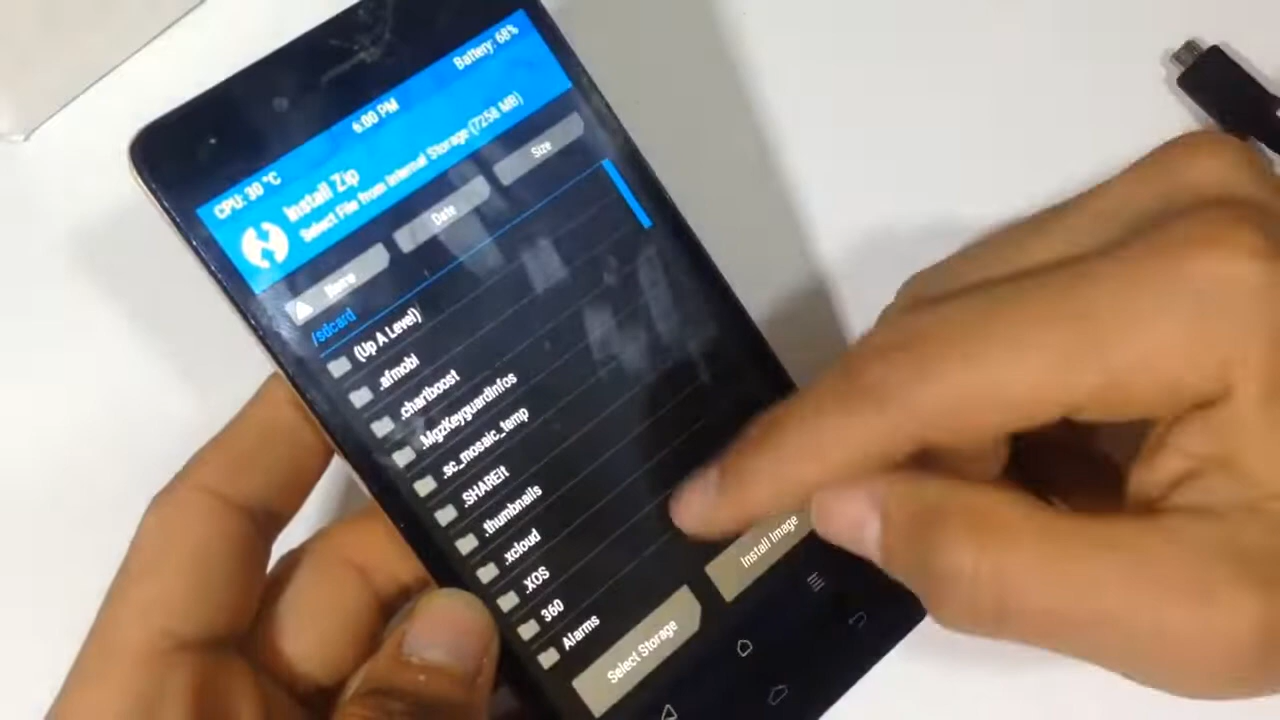 Battery: 68%
6:00 PM
CPU: 30 °C
Install Zip
Select File from Internal Storage (7258 MB)
Name
Date
Size
/sdcard
(Up A Level)
.afmobi
.chartboost
.MgzKeyguardInfos
.sc_mosaic_temp
.SHAREit
.thumbnails
.xcloud
.XOS
360
Alarms
Select Storage
Install Image